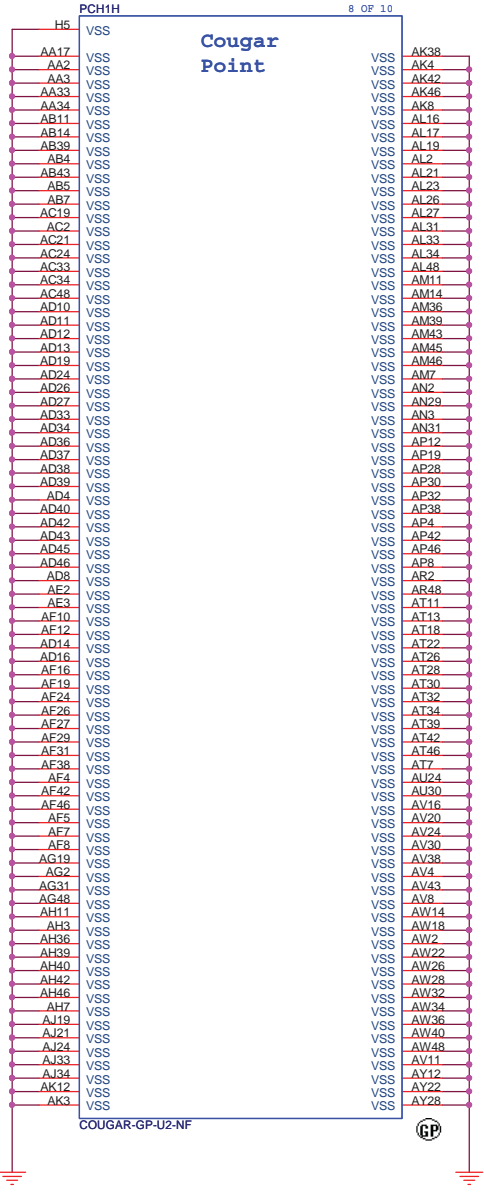 PCH1H 8 OF 10
Cougar
Point
H5 VSS
AA17 VSS VSS AK38
AA2 VSS VSS AK4
AA3 VSS VSS AK42
AA33 VSS VSS AK46
AA34 VSS VSS AK8
AB11 VSS VSS AL16
AB14 VSS VSS AL17
AB39 VSS VSS AL19
AB4 VSS VSS AL2
AB43 VSS VSS AL21
AB5 VSS VSS AL23
AB7 VSS VSS AL26
AC19 VSS VSS AL27
AC2 VSS VSS AL31
AC21 VSS VSS AL33
AC24 VSS VSS AL34
AC33 VSS VSS AL48
AC34 VSS VSS AM11
AC48 VSS VSS AM14
AD10 VSS VSS AM36
AD11 VSS VSS AM39
AD12 VSS VSS AM43
AD13 VSS VSS AM45
AD19 VSS VSS AM46
AD24 VSS VSS AM7
AD26 VSS VSS AN2
AD27 VSS VSS AN29
AD33 VSS VSS AN3
AD34 VSS VSS AN31
AD36 VSS VSS AP12
AD37 VSS VSS AP19
AD38 VSS VSS AP28
AD39 VSS VSS AP30
AD4 VSS VSS AP32
AD40 VSS VSS AP38
AD42 VSS VSS AP4
AD43 VSS VSS AP42
AD45 VSS VSS AP46
AD46 VSS VSS AP8
AD8 VSS VSS AR2
AE2 VSS VSS AR48
AE3 VSS VSS AT11
AF10 VSS VSS AT13
AF12 VSS VSS AT18
AD14 VSS VSS AT22
AD16 VSS VSS AT26
AF16 VSS VSS AT28
AF19 VSS VSS AT30
AF24 VSS VSS AT32
AF26 VSS VSS AT34
AF27 VSS VSS AT39
AF29 VSS VSS AT42
AF31 VSS VSS AT46
AF38 VSS VSS AT7
AF4 VSS VSS AU24
AF42 VSS VSS AU30
AF46 VSS VSS AV16
AF5 VSS VSS AV20
AF7 VSS VSS AV24
AF8 VSS VSS AV30
AG19 VSS VSS AV38
AG2 VSS VSS AV4
AG31 VSS VSS AV43
AG48 VSS VSS AV8
AH11 VSS VSS AW14
AH3 VSS VSS AW18
AH36 VSS VSS AW2
AH39 VSS VSS AW22
AH40 VSS VSS AW26
AH42 VSS VSS AW28
AH46 VSS VSS AW32
AH7 VSS VSS AW34
AJ19 VSS VSS AW36
AJ21 VSS VSS AW40
AJ24 VSS VSS AW48
AJ33 VSS VSS AV11
AJ34 VSS VSS AY12
AK12 VSS VSS AY22
AK3 VSS VSS AY28
COUGAR-GP-U2-NF GP